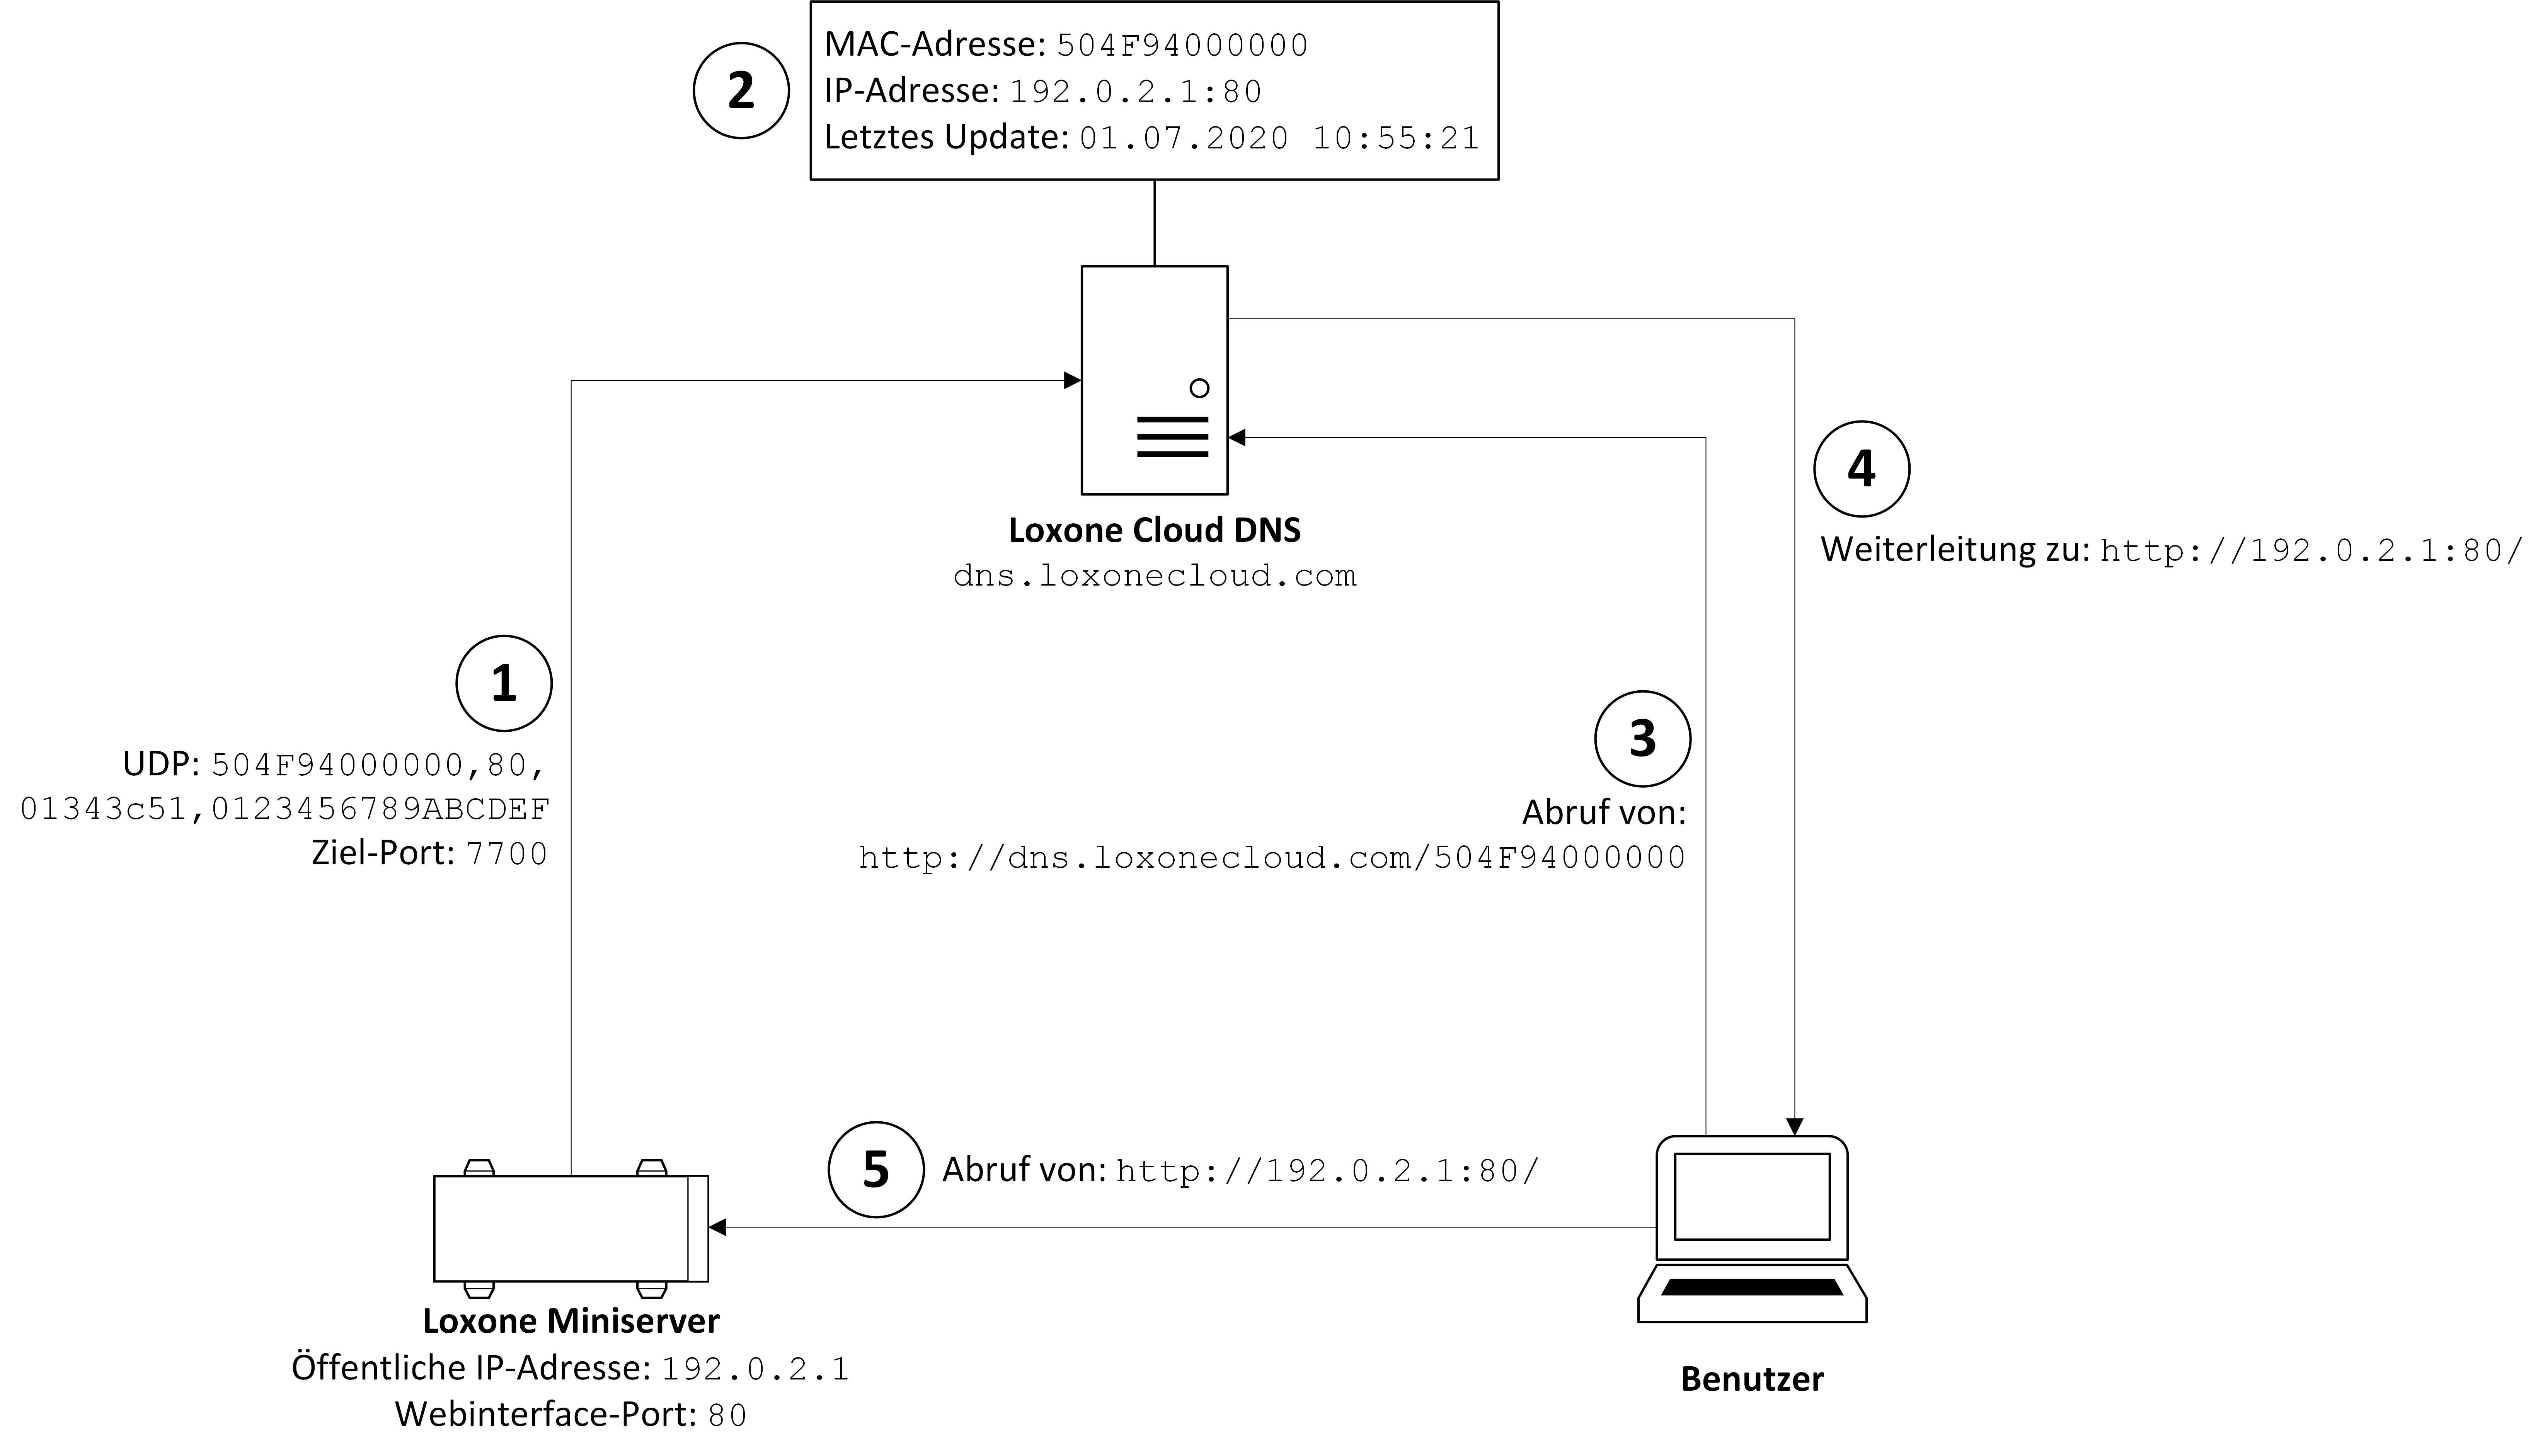 2
MAC-Adresse: 504F94000000
IP-Adresse: 192.0.2.1:80
Letztes Update: 01.07.2020 10:55:21
Loxone Cloud DNS
dns.loxonecloud.com
4
Weiterleitung zu: http://192.0.2.1:80/
1
UDP: 504F94000000,80,
01343c51,0123456789ABCDEF
Ziel-Port: 7700
3
Abruf von:
http://dns.loxonecloud.com/504F94000000
5
Abruf von: http://192.0.2.1:80/
Loxone Miniserver
Öffentliche IP-Adresse: 192.0.2.1
Webinterface-Port: 80
Benutzer